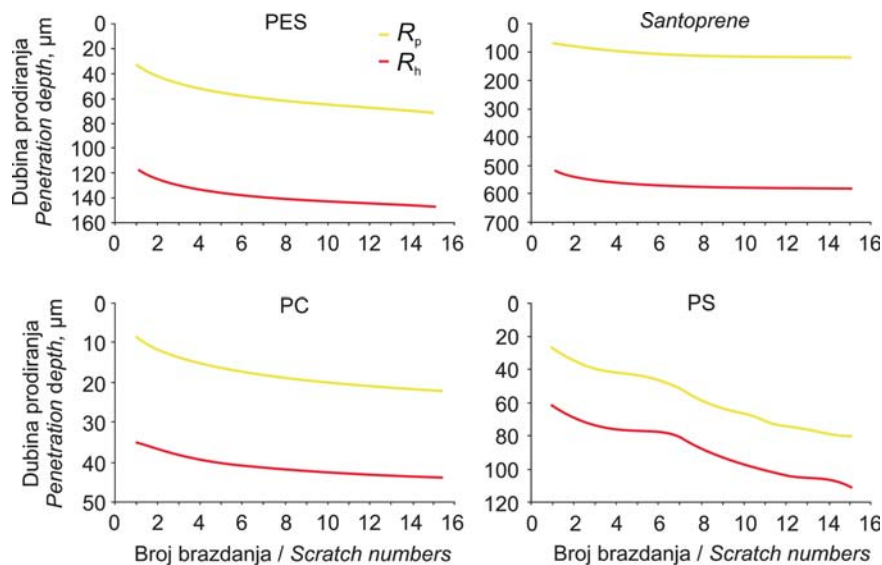 PES
Rp
Rh
Dubina prodiranja
Penetration depth, µm
0
20
40
60
80
100
120
140
160
0 2 4 6 8 10 12 14 16
Santoprene
0
100
200
300
400
500
600
700
0 2 4 6 8 10 12 14 16
PC
Dubina prodiranja
Penetration depth, µm
0
10
20
30
40
50
0 2 4 6 8 10 12 14 16
Broj brazdanja / Scratch numbers
PS
0
20
40
60
80
100
120
0 2 4 6 8 10 12 14 16
Broj brazdanja / Scratch numbers